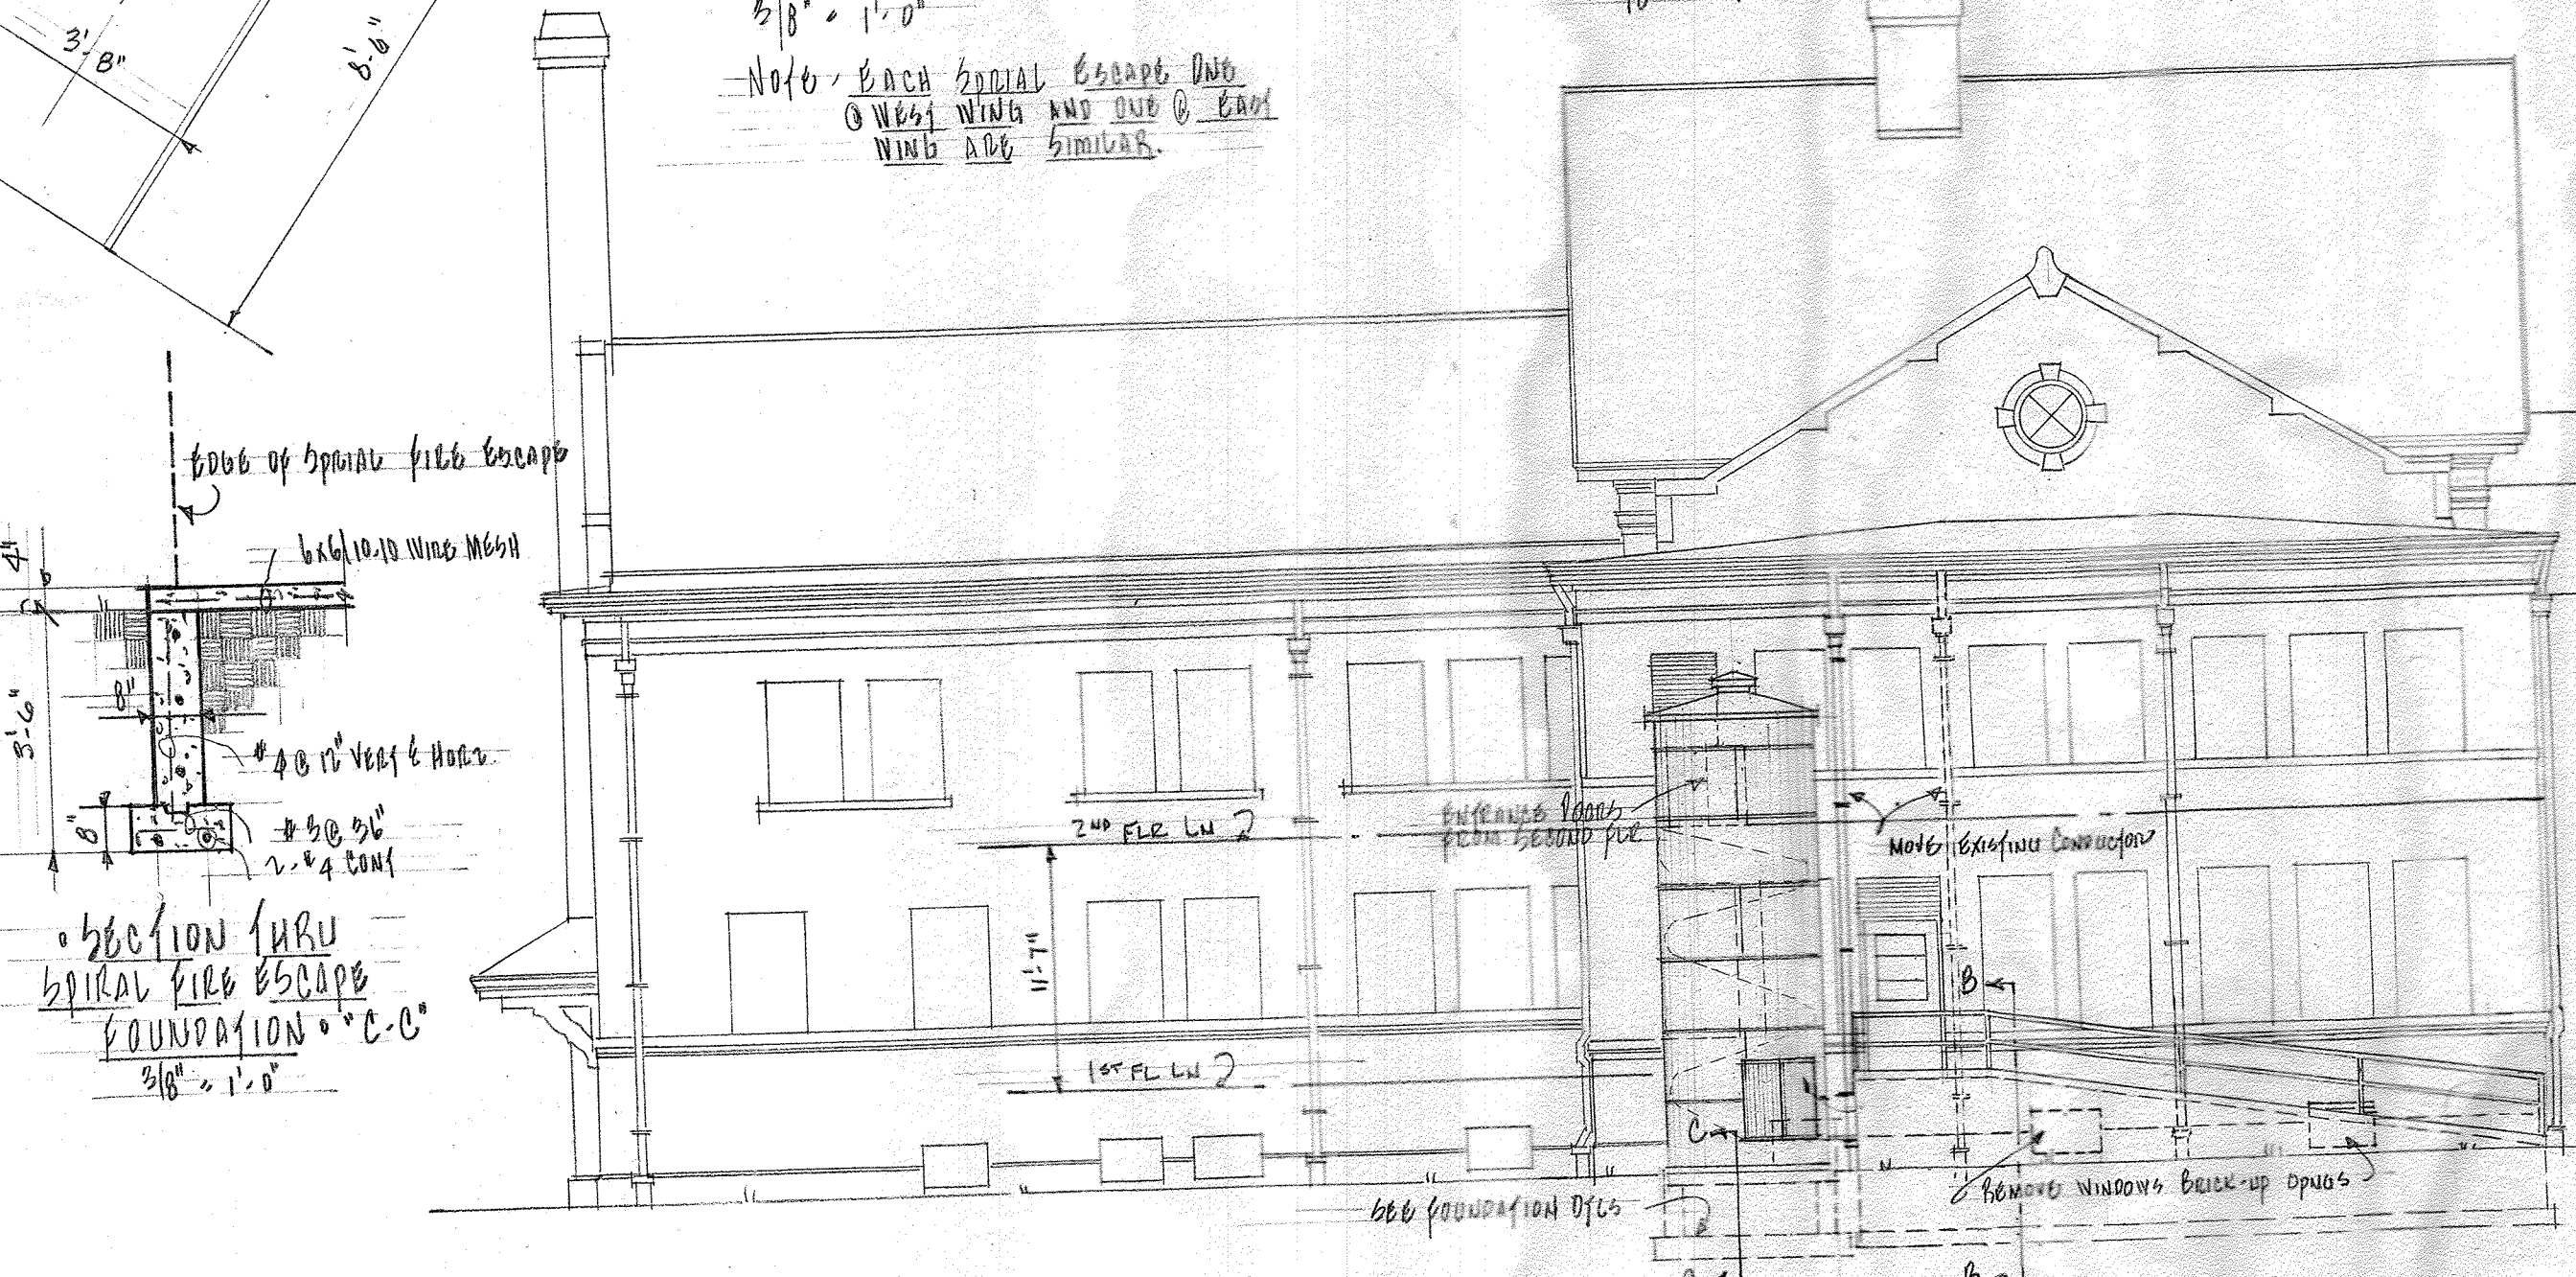 3'-8"
8'-6"
3/8" = 1'-0"
NOTE - EACH SPRIAL ESCAPE ONE
@ WEST WING AND ONE @ EAST
WING ARE SIMILAR.
EDGE OF SPRIAL FIRE ESCAPE
6x6/10-10 WIRE MESH
4"
3'-6"
8"
#4 @ 12" VERT & HORZ.
8"
#3 @ 36"
2-#4 CONT
• SECTION THRU
SPIRAL FIRE ESCAPE
FOUNDATION • "C-C"
3/8" = 1'-0"
2ND FLR LN
11'-7"
1ST FL LN
ENTRANCE DOORS
FROM SECOND FLR
MOVE EXISTING CONDUCTOR
B
C
SEE FOUNDATION DTLS
REMOVE WINDOWS BRICK-UP OPNGS
B